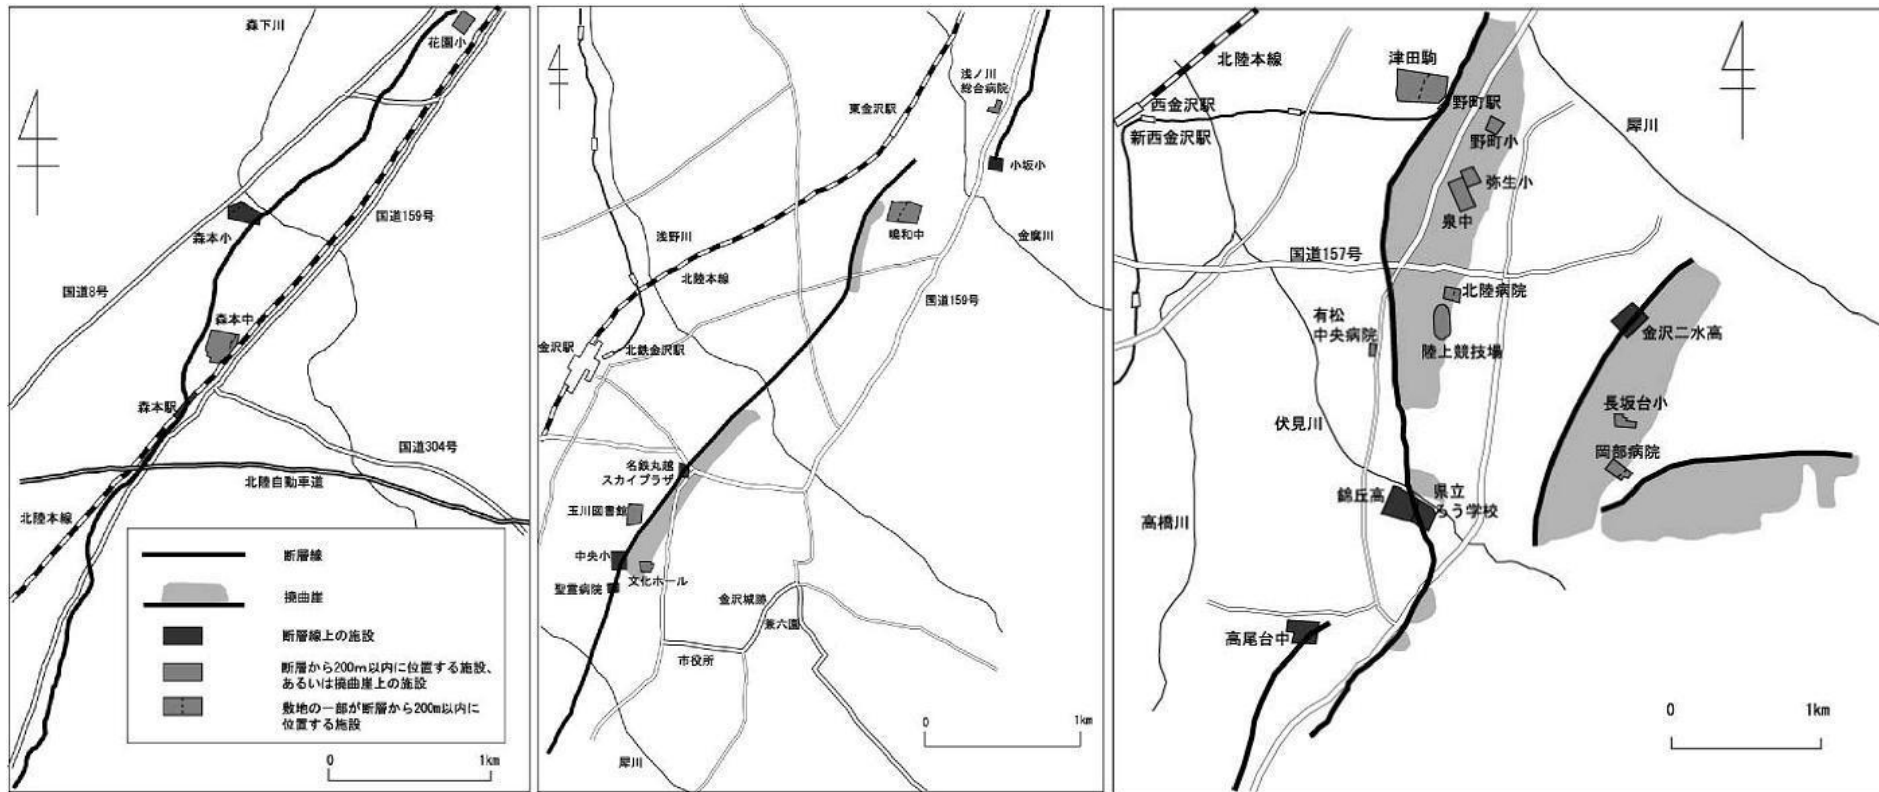 森下川
花園小
森本小
国道159号
国道8号
森本中
森本駅
国道304号
北陸自動車道
北陸本線
断層線
撓曲崖
断層線上の施設
断層から200m以内に位置する施設、
あるいは撓曲崖上の施設
敷地の一部が断層から200m以内に
位置する施設
0
1km
浅ノ川
総合病院
東金沢駅
小坂小
鳴和中
金腐川
浅野川
北陸本線
国道159号
金沢駅
北鉄金沢駅
名鉄丸越
スカイプラザ
玉川図書館
中央小
文化ホール
聖霊病院
金沢城跡
兼六園
市役所
犀川
0
1km
北陸本線
津田駒
西金沢駅
野町駅
新西金沢駅
野町小
犀川
弥生小
泉中
国道157号
北陸病院
有松
中央病院
陸上競技場
金沢二水高
長坂台小
伏見川
岡部病院
錦丘高
県立
ろう学校
高橋川
高尾台中
0
1km